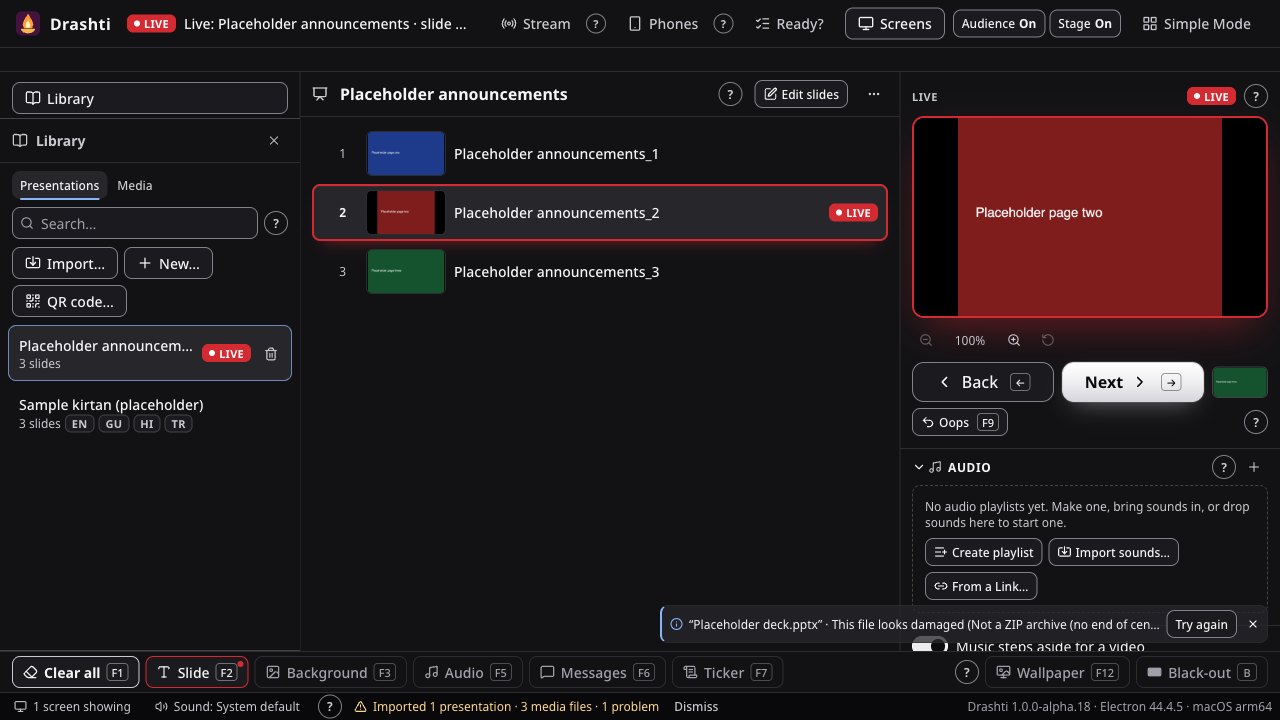 Drashti
LIVE
Live: Placeholder announcements · slide ...
Stream
?
Phones
?
Ready?
Screens
Audience On
Stage On
Simple Mode
Library
Library
Presentations
Media
Search...
?
Import...
New...
QR code...
Placeholder announcem...
LIVE
3 slides
Sample kirtan (placeholder)
3 slides EN GU HI TR
Placeholder announcements
?
Edit slides
...
1
Placeholder announcements_1
2
Placeholder page two
Placeholder announcements_2
LIVE
3
Placeholder announcements_3
LIVE
LIVE
?
Placeholder page two
100%
Back
Next
Oops F9
?
AUDIO
?
No audio playlists yet. Make one, bring sounds in, or drop
sounds here to start one.
Create playlist
Import sounds...
From a Link...
“Placeholder deck.pptx” · This file looks damaged (Not a ZIP archive (no end of cen...
Try again
Music steps aside for a video
Clear all F1
Slide F2
Background F3
Audio F5
Messages F6
Ticker F7
?
Wallpaper F12
Black-out B
1 screen showing
Sound: System default
?
Imported 1 presentation · 3 media files · 1 problem
Dismiss
Drashti 1.0.0-alpha.18 · Electron 44.4.5 · macOS arm64